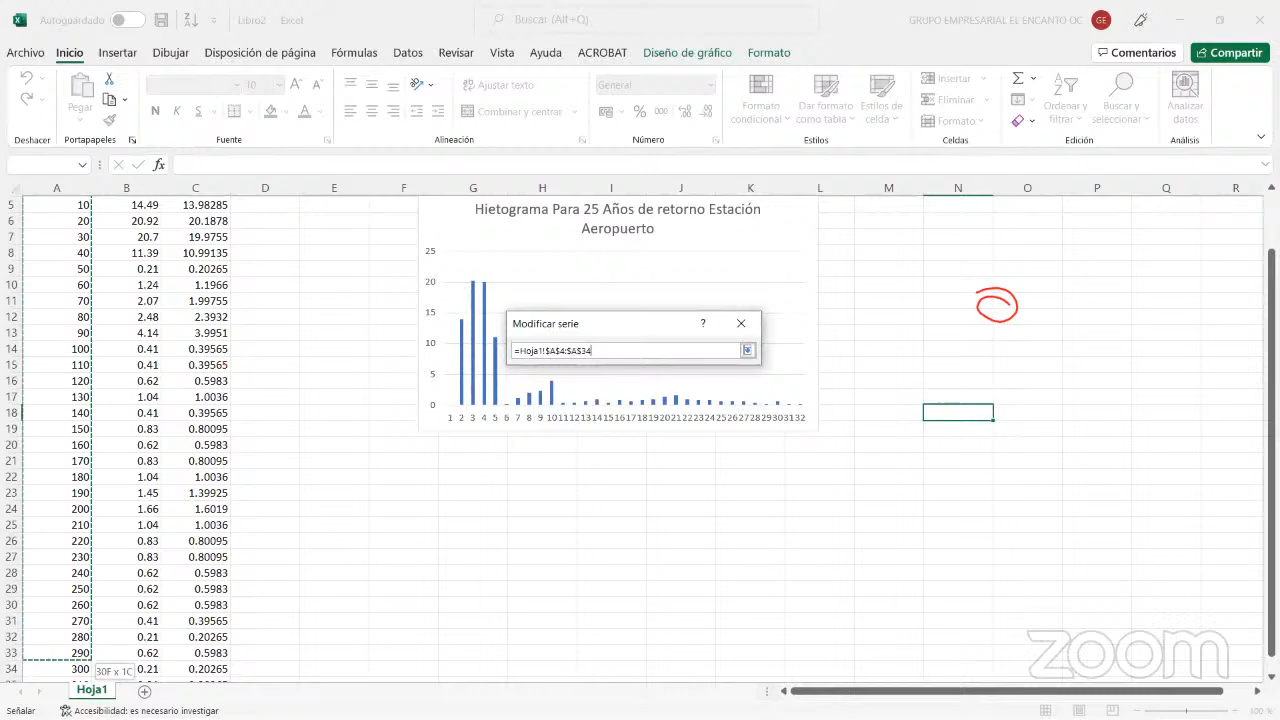 Autoguardado Libro2 Excel Buscar (Alt+Q) GRUPO EMPRESARIAL EL ENCANTO OC GE
Archivo Inicio Insertar Dibujar Disposición de página Fórmulas Datos Revisar Vista Ayuda ACROBAT Diseño de gráfico Formato Comentarios Compartir
Pegar
10
N K S
Ajustar texto
Combinar y centrar
General
% 000
Formato condicional
Dar formato como tabla
Estilos de celda
Insertar
Eliminar
Formato
Ordenar y filtrar
Buscar y seleccionar
Analizar datos
Deshacer Portapapeles Fuente Alineación Número Estilos Celdas Edición Análisis
fx
A B C D E F G H I J K L M N O P Q R
5 10 14.49 13.98285
6 20 20.92 20.1878
7 30 20.7 19.9755
8 40 11.39 10.99135
9 50 0.21 0.20265
10 60 1.24 1.1966
11 70 2.07 1.99755
12 80 2.48 2.3932
13 90 4.14 3.9951
14 100 0.41 0.39565
15 110 0.41 0.39565
16 120 0.62 0.5983
17 130 1.04 1.0036
18 140 0.41 0.39565
19 150 0.83 0.80095
20 160 0.62 0.5983
21 170 0.83 0.80095
22 180 1.04 1.0036
23 190 1.45 1.39925
24 200 1.66 1.6019
25 210 1.04 1.0036
26 220 0.83 0.80095
27 230 0.83 0.80095
28 240 0.62 0.5983
29 250 0.62 0.5983
30 260 0.62 0.5983
31 270 0.41 0.39565
32 280 0.21 0.20265
33 290 0.62 0.5983
34 300 0.21 0.20265
30F x 1C
Hietograma Para 25 Años de retorno Estación
Aeropuerto
25
20
15
10
5
0
1 2 3 4 5 6 7 8 9 10 11 12 13 14 15 16 17 18 19 20 21 22 23 24 25 26 27 28 29 30 31 32
Modificar serie ?
=Hoja1!$A$4:$A$34
zoom
Hoja1
Señalar Accesibilidad: es necesario investigar 100 %